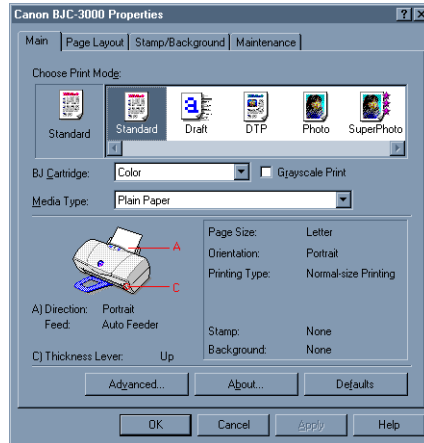 Canon BJC-3000 Properties
Main Page Layout Stamp/Background Maintenance
Choose Print Mode:
Standard
Standard Draft DTP Photo SuperPhoto
BJ Cartridge: Color Grayscale Print
Media Type: Plain Paper
A
C
A) Direction: Portrait
Feed: Auto Feeder
C) Thickness Lever: Up
Page Size: Letter
Orientation: Portrait
Printing Type: Normal-size Printing
Stamp: None
Background: None
Advanced... About... Defaults
OK Cancel Apply Help